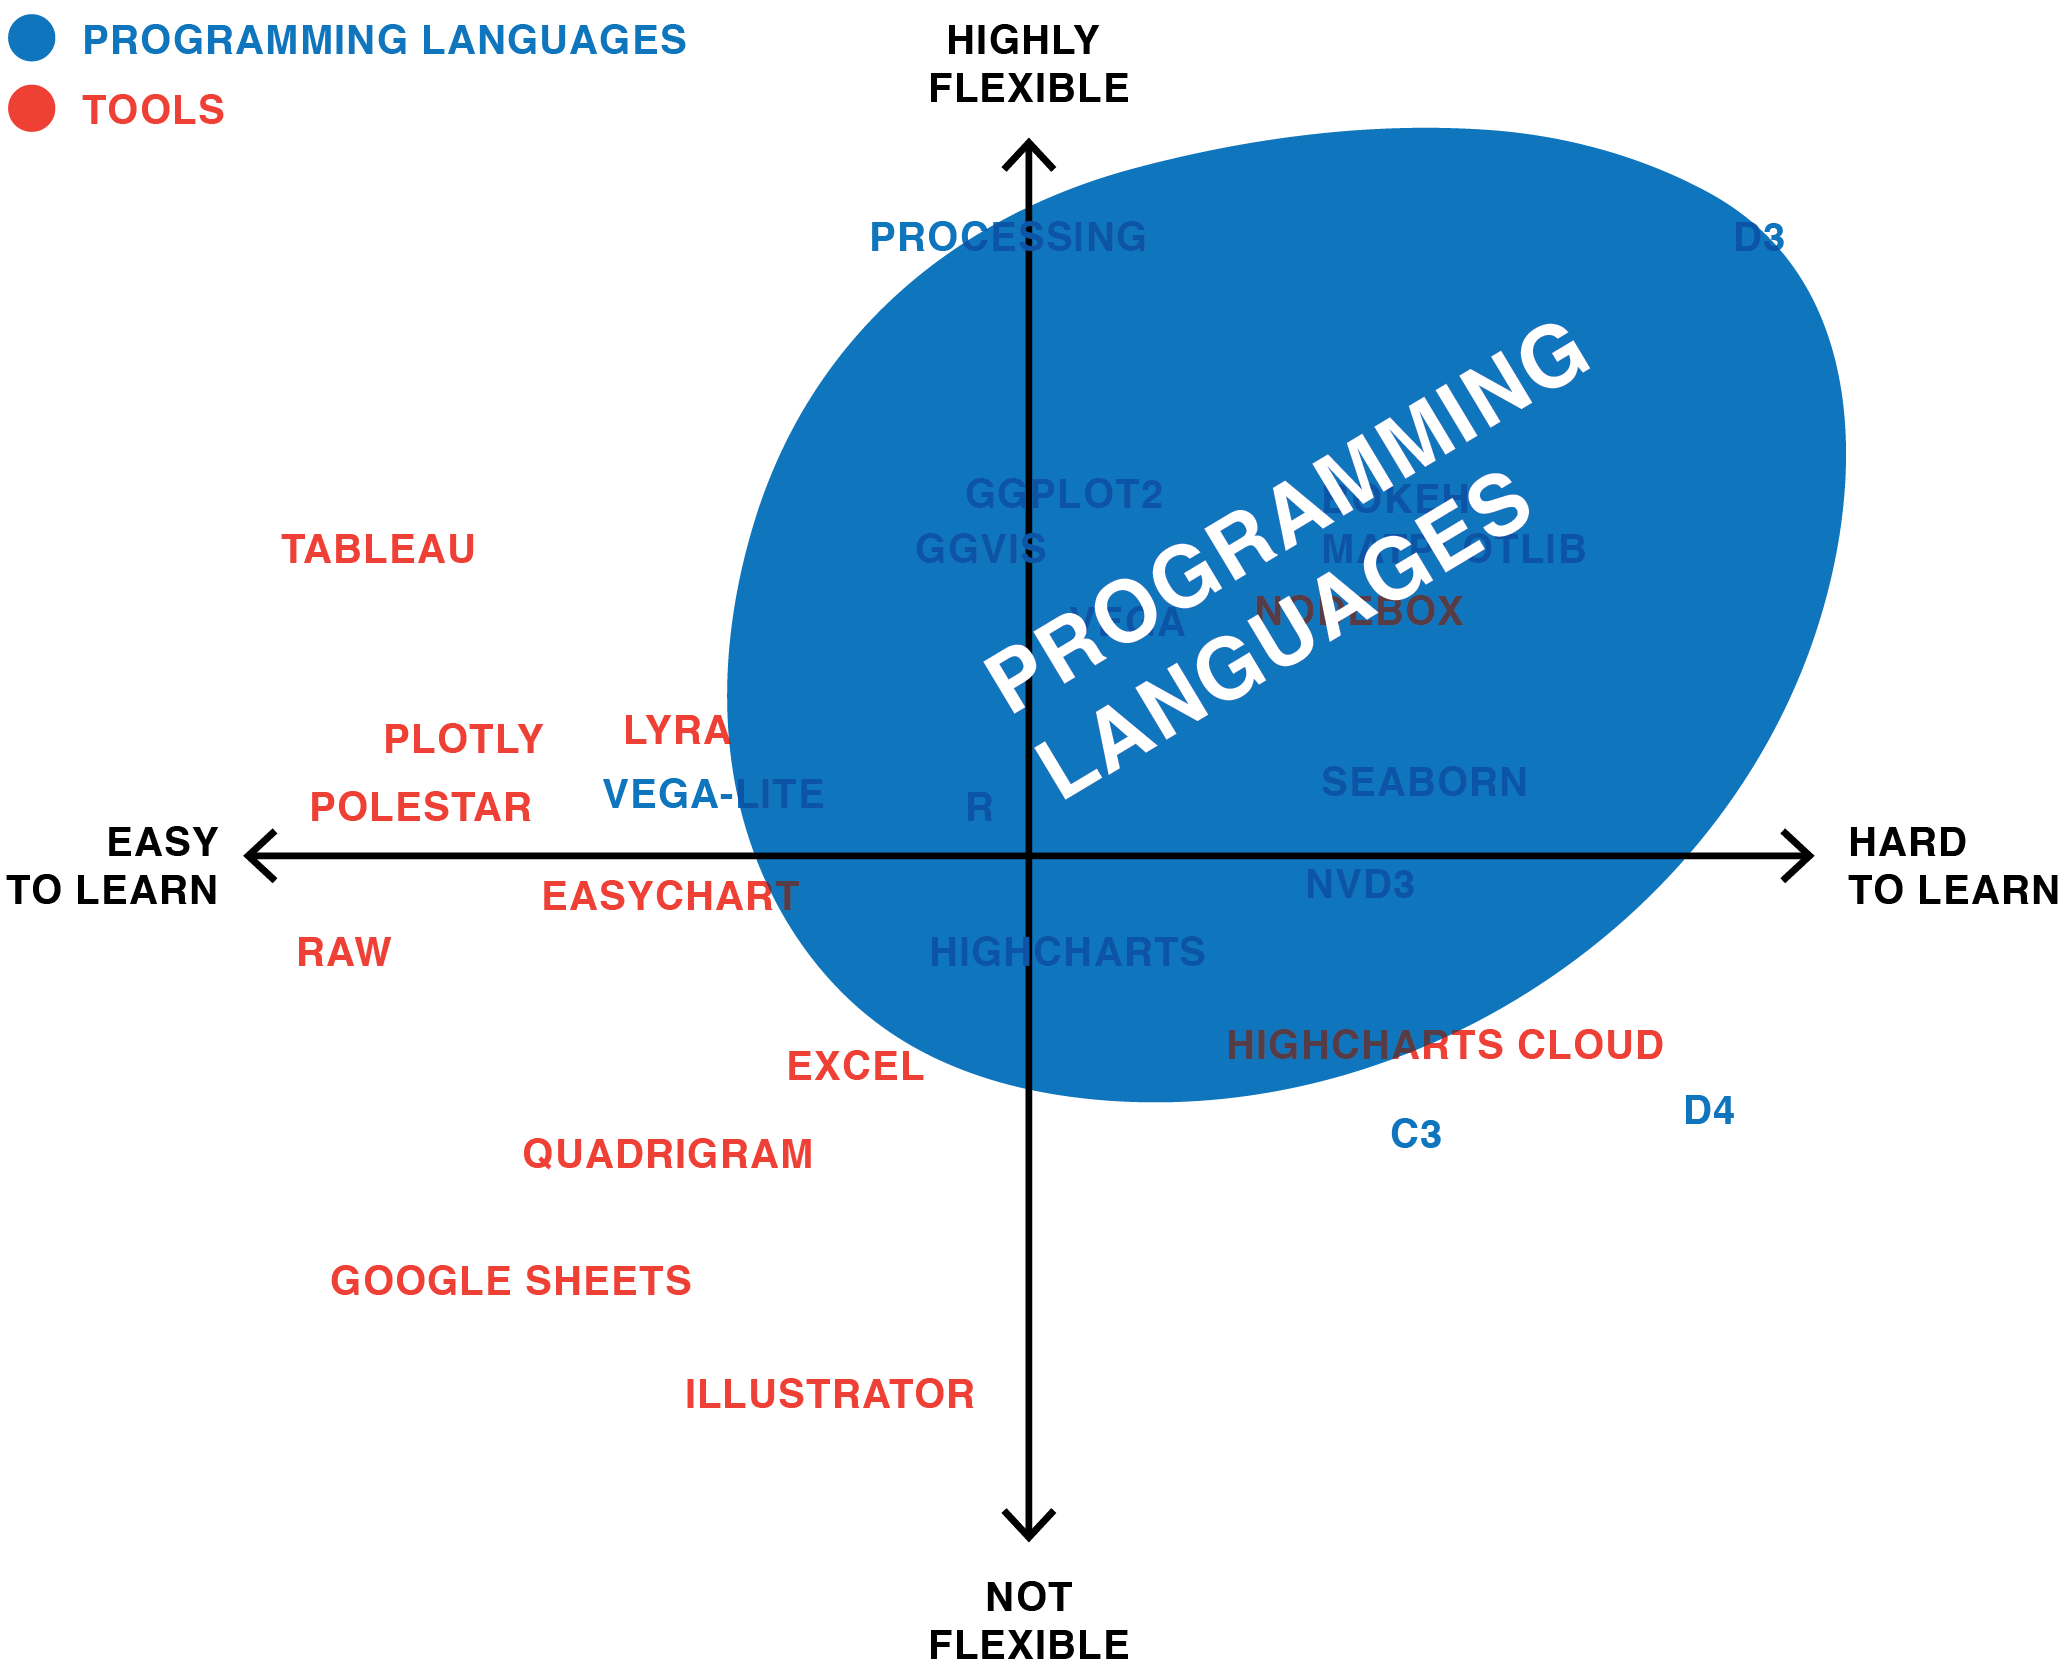 PROGRAMMING LANGUAGES
TOOLS
HIGHLY
FLEXIBLE
PROCESSING
D3
PROGRAMMING
LANGUAGES
GGPLOT2
BOKEH
TABLEAU
GGVIS
MATPLOTLIB
VEGA
NODEBOX
PLOTLY
LYRA
POLESTAR
VEGA-LITE
R
SEABORN
EASY
TO LEARN
HARD
TO LEARN
EASYCHART
NVD3
RAW
HIGHCHARTS
EXCEL
HIGHCHARTS CLOUD
D4
C3
QUADRIGRAM
GOOGLE SHEETS
ILLUSTRATOR
NOT
FLEXIBLE